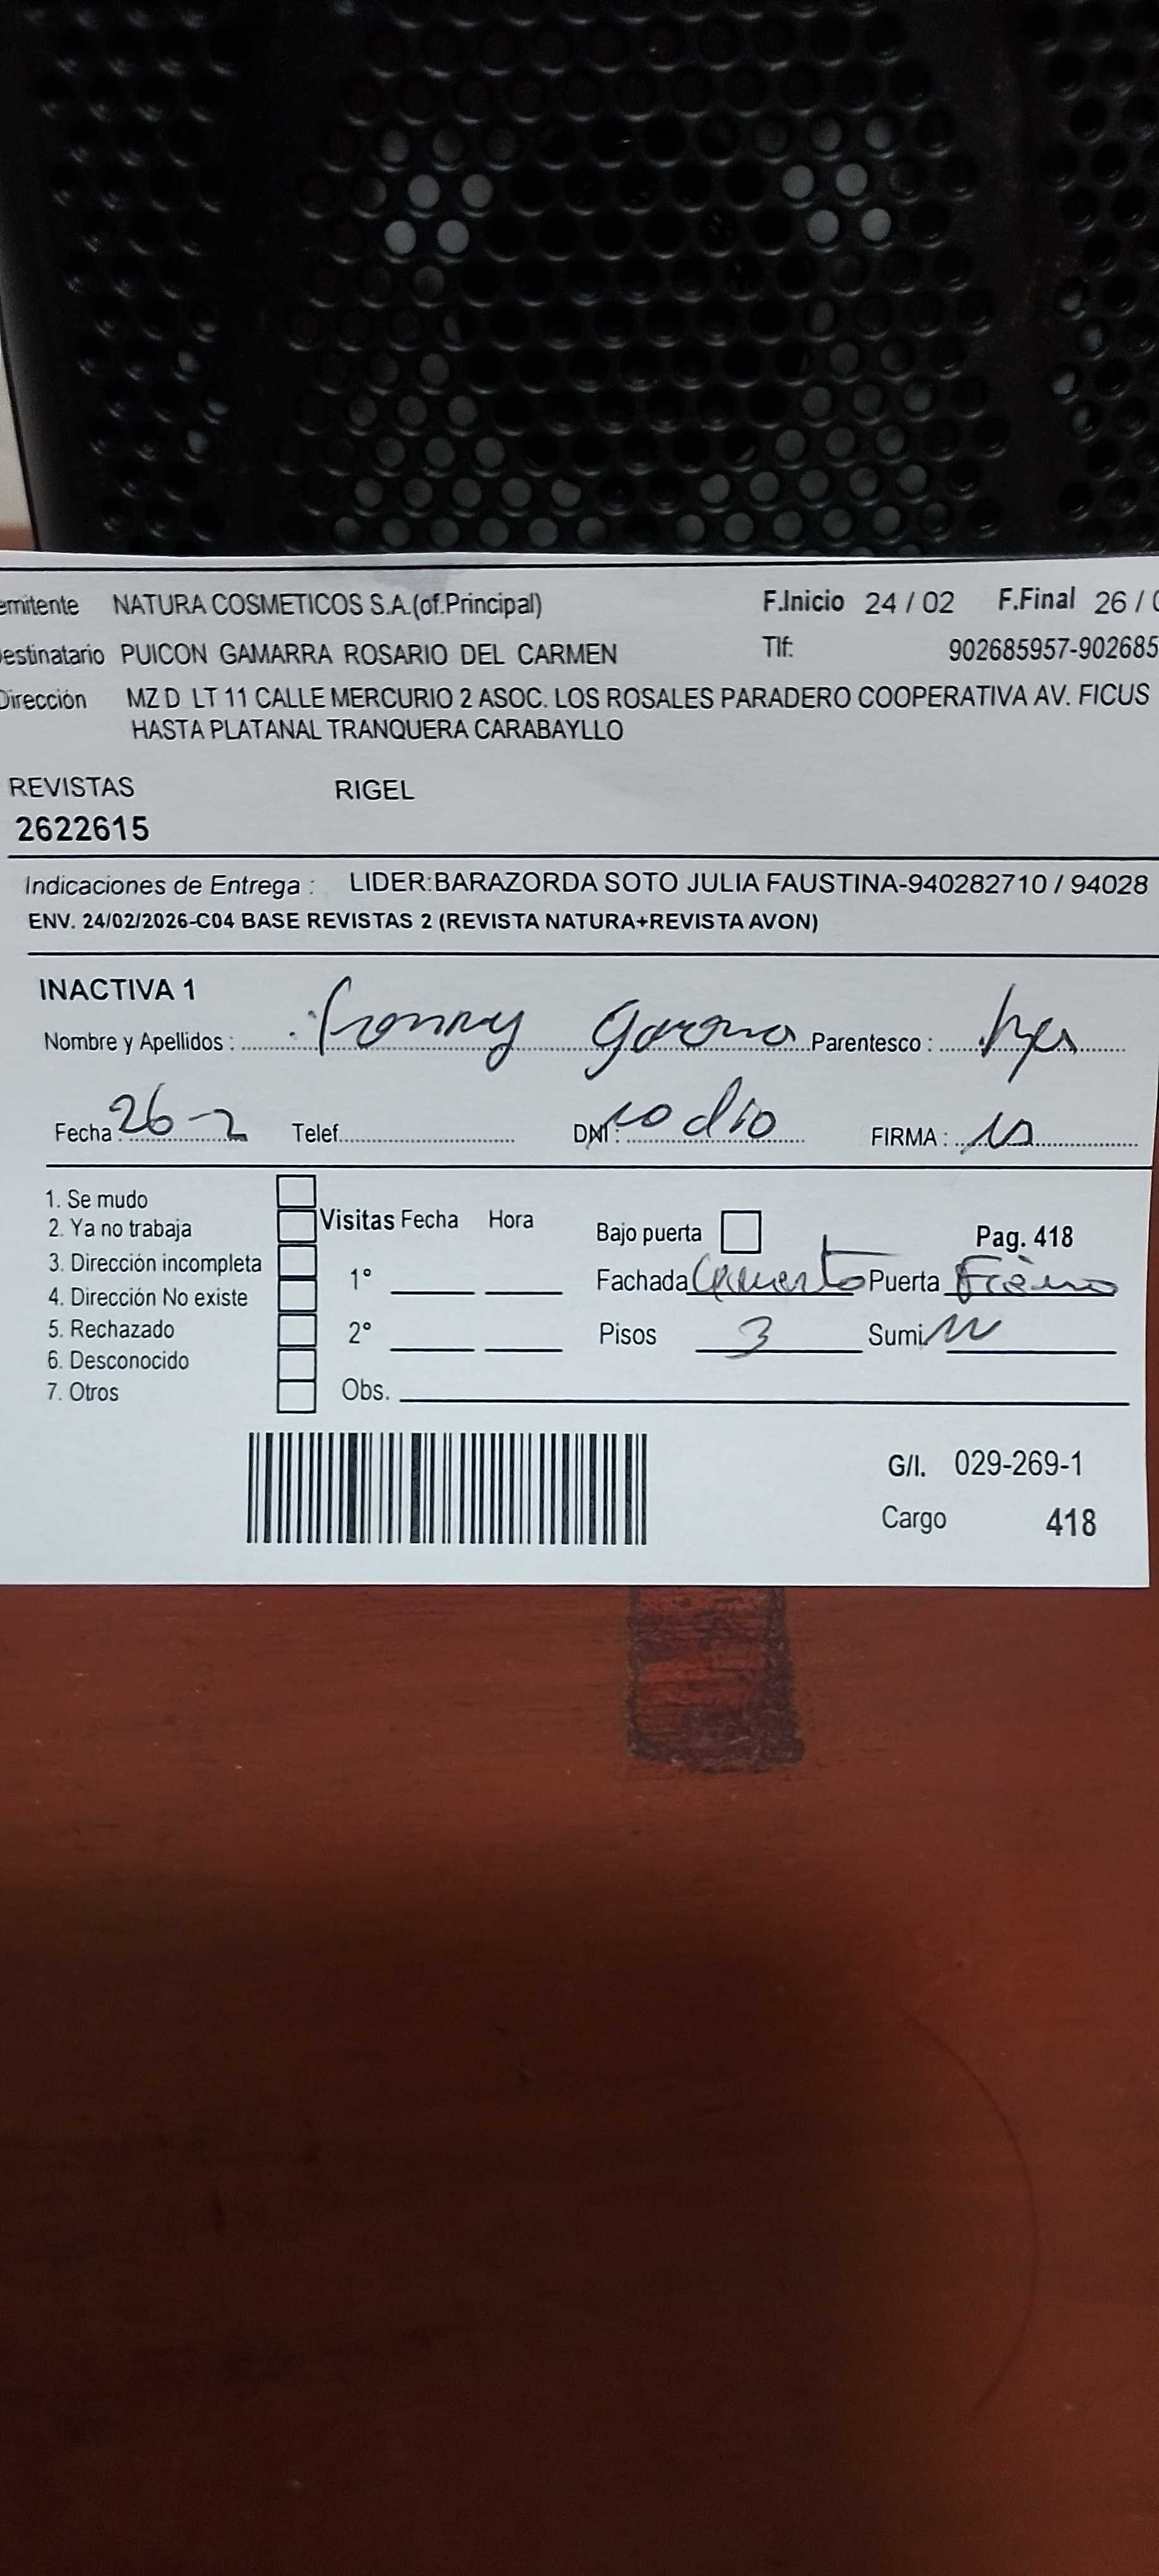 emitente NATURA COSMETICOS S.A.(of.Principal) F.Inicio 24 / 02 F.Final 26 /
estinatario PUICON GAMARRA ROSARIO DEL CARMEN Tlf: 902685957-902685
Dirección MZ D LT 11 CALLE MERCURIO 2 ASOC. LOS ROSALES PARADERO COOPERATIVA AV. FICUS
HASTA PLATANAL TRANQUERA CARABAYLLO
REVISTAS RIGEL
2622615
Indicaciones de Entrega : LIDER:BARAZORDA SOTO JULIA FAUSTINA-940282710 / 94028
ENV. 24/02/2026-C04 BASE REVISTAS 2 (REVISTA NATURA+REVISTA AVON)
INACTIVA 1
Nombre y Apellidos : Parentesco :
Fecha : 26-2 Telef. DNI : no dio FIRMA :
1. Se mudo
2. Ya no trabaja
3. Dirección incompleta
4. Dirección No existe
5. Rechazado
6. Desconocido
7. Otros
Visitas Fecha Hora
1°
2°
Obs.
Bajo puerta Pag. 418
Fachada Cemento Puerta Fierro
Pisos 3 Sumi
G/I. 029-269-1
Cargo 418